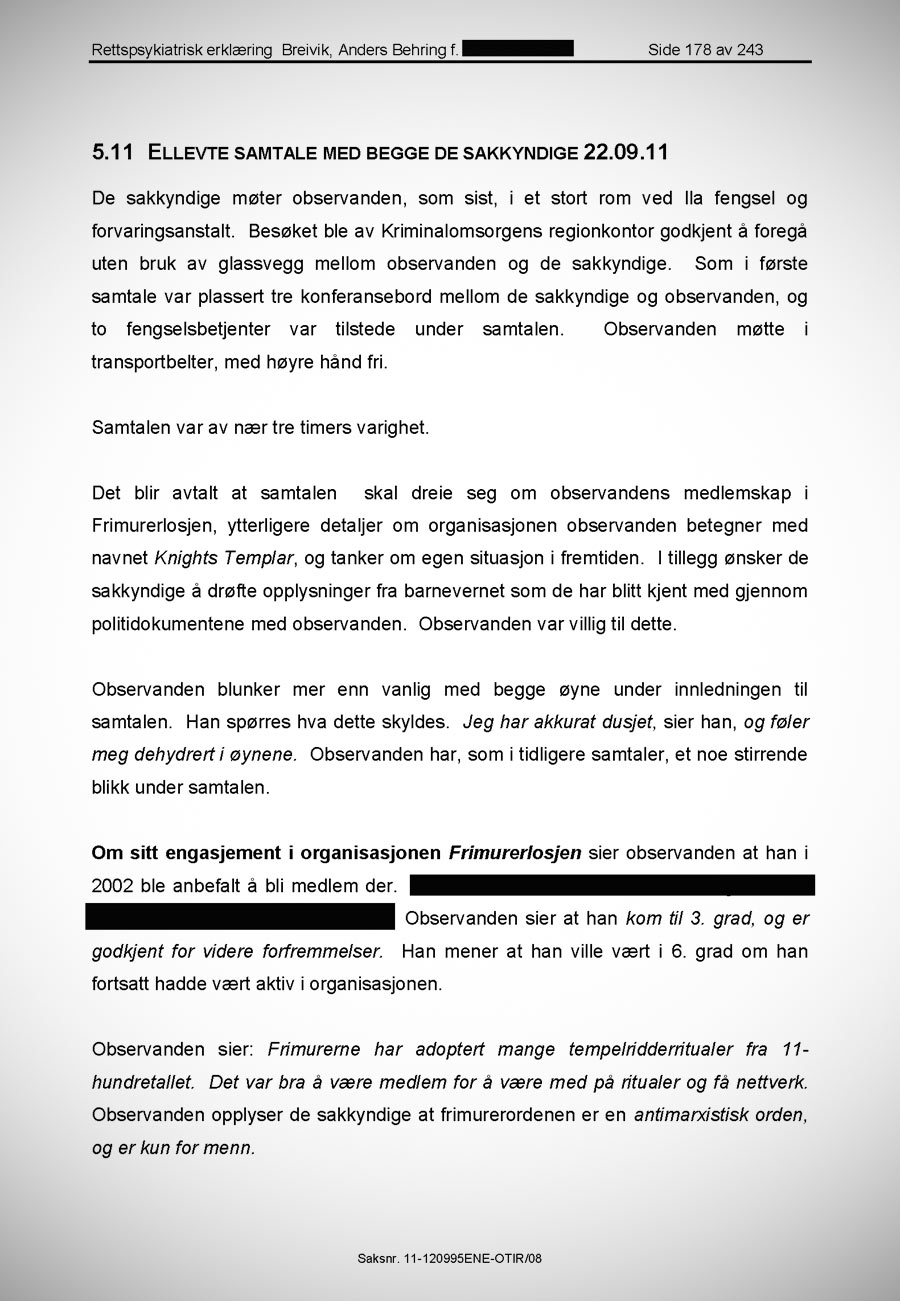 Rettspsykiatrisk erklæring Breivik, Anders Behring f. Side 178 av 243
5.11 ELLEVTE SAMTALE MED BEGGE DE SAKKYNDIGE 22.09.11
De sakkyndige møter observanden, som sist, i et stort rom ved Ila fengsel og
forvaringsanstalt. Besøket ble av Kriminalomsorgens regionkontor godkjent å foregå
uten bruk av glassvegg mellom observanden og de sakkyndige. Som i første
samtale var plassert tre konferansebord mellom de sakkyndige og observanden, og
to fengselsbetjenter var tilstede under samtalen. Observanden møtte i
transportbelter, med høyre hånd fri.
Samtalen var av nær tre timers varighet.
Det blir avtalt at samtalen skal dreie seg om observandens medlemskap i
Frimurerlosjen, ytterligere detaljer om organisasjonen observanden betegner med
navnet Knights Templar, og tanker om egen situasjon i fremtiden. I tillegg ønsker de
sakkyndige å drøfte opplysninger fra barnevernet som de har blitt kjent med gjennom
politidokumentene med observanden. Observanden var villig til dette.
Observanden blunker mer enn vanlig med begge øyne under innledningen til
samtalen. Han spørres hva dette skyldes. Jeg har akkurat dusjet, sier han, og føler
meg dehydrert i øynene. Observanden har, som i tidligere samtaler, et noe stirrende
blikk under samtalen.
Om sitt engasjement i organisasjonen Frimurerlosjen sier observanden at han i
2002 ble anbefalt å bli medlem der.
Observanden sier at han kom til 3. grad, og er
godkjent for videre forfremmelser. Han mener at han ville vært i 6. grad om han
fortsatt hadde vært aktiv i organisasjonen.
Observanden sier: Frimurerne har adoptert mange tempelridderritualer fra 11-
hundretallet. Det var bra å være medlem for å være med på ritualer og få nettverk.
Observanden opplyser de sakkyndige at frimurerordenen er en antimarxistisk orden,
og er kun for menn.
Saksnr. 11-120995ENE-OTIR/08